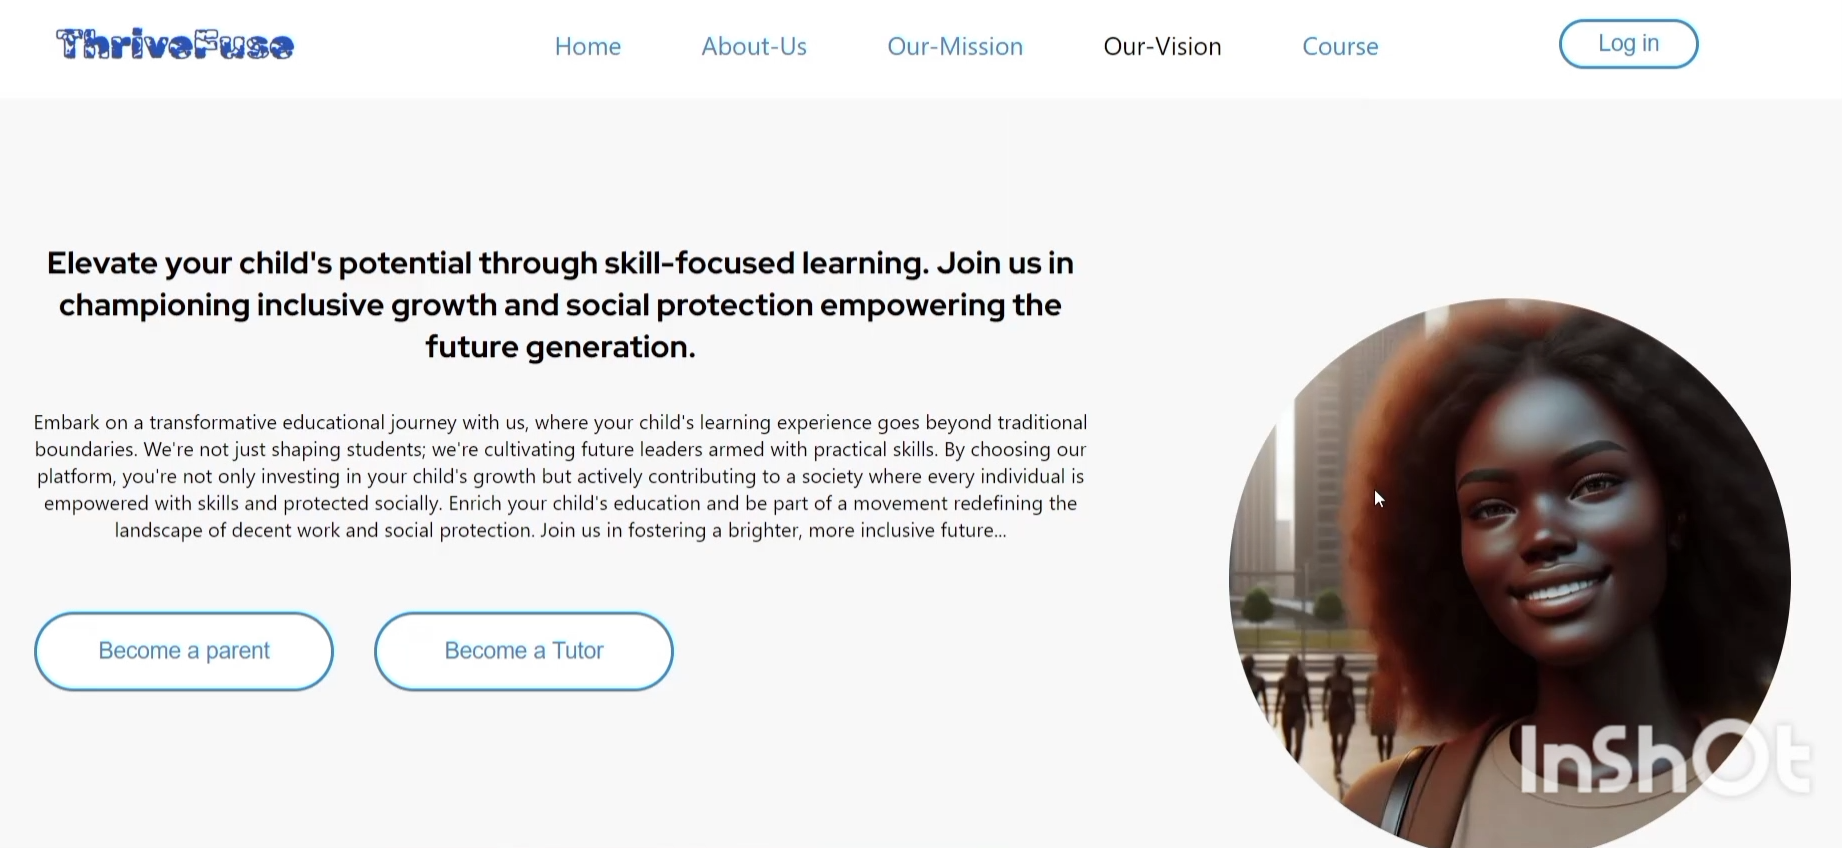 ThriveFuse
Home
About-Us
Our-Mission
Our-Vision
Course
Log in
Elevate your child's potential through skill-focused learning. Join us in
championing inclusive growth and social protection empowering the
future generation.
Embark on a transformative educational journey with us, where your child's learning experience goes beyond traditional
boundaries. We're not just shaping students; we're cultivating future leaders armed with practical skills. By choosing our
platform, you're not only investing in your child's growth but actively contributing to a society where every individual is
empowered with skills and protected socially. Enrich your child's education and be part of a movement redefining the
landscape of decent work and social protection. Join us in fostering a brighter, more inclusive future...
Become a parent
Become a Tutor
InShOt